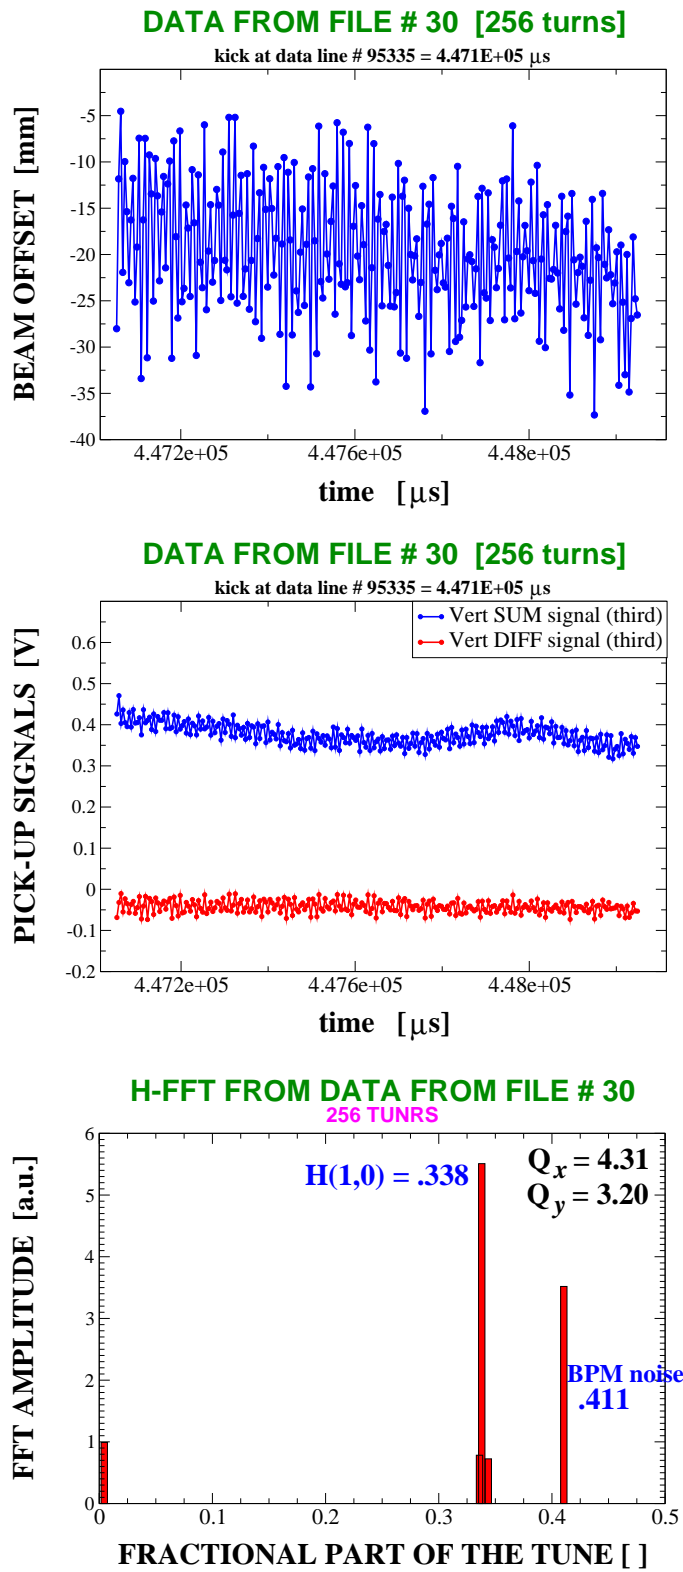 DATA FROM FILE # 30 [256 turns]
kick at data line # 95335 = 4.471E+05 μs
BEAM OFFSET [mm]
-5
-10
-15
-20
-25
-30
-35
-40
4.472e+05 4.476e+05 4.48e+05
time [μs]
DATA FROM FILE # 30 [256 turns]
kick at data line # 95335 = 4.471E+05 μs
Vert SUM signal (third)
Vert DIFF signal (third)
PICK-UP SIGNALS [V]
0.6
0.5
0.4
0.3
0.2
0.1
0
-0.1
-0.2
4.472e+05 4.476e+05 4.48e+05
time [μs]
H-FFT FROM DATA FROM FILE # 30
256 TUNRS
H(1,0) = .338
Qx = 4.31
Qy = 3.20
BPM noise
.411
FFT AMPLITUDE [a.u.]
6
5
4
3
2
1
0
0 0.1 0.2 0.3 0.4 0.5
FRACTIONAL PART OF THE TUNE [ ]